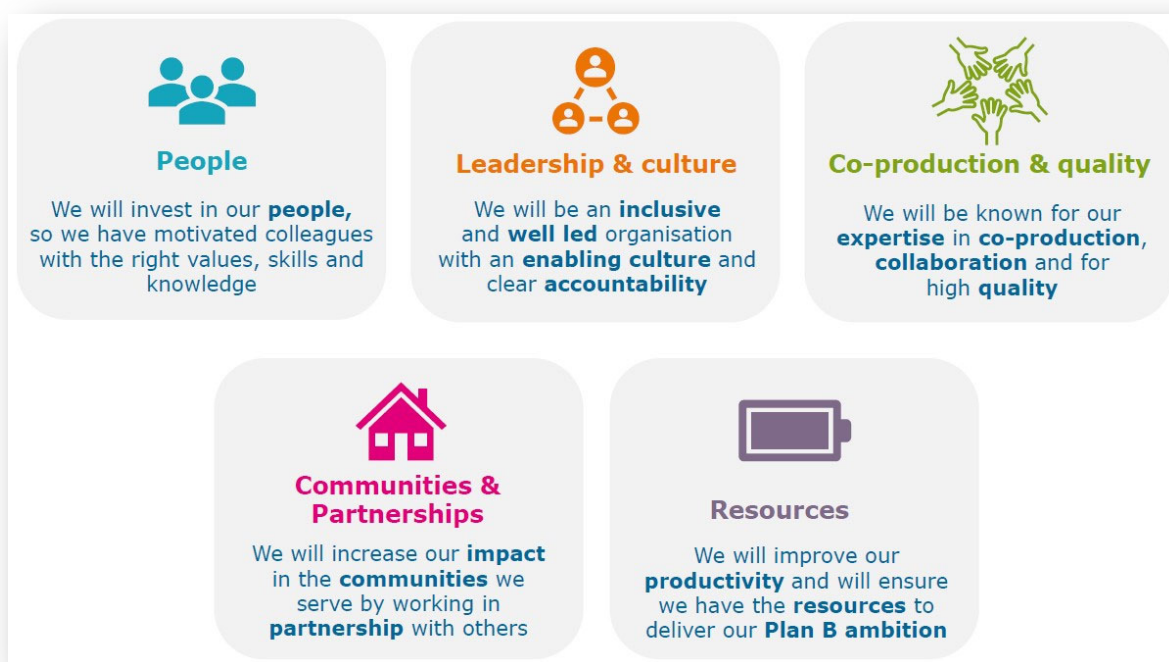 People
We will invest in our people,
so we have motivated colleagues
with the right values, skills and
knowledge
Leadership & culture
We will be an inclusive
and well led organisation
with an enabling culture and
clear accountability
Co-production & quality
We will be known for our
expertise in co-production,
collaboration and for
high quality
Communities &
Partnerships
We will increase our impact
in the communities we
serve by working in
partnership with others
Resources
We will improve our
productivity and will ensure
we have the resources to
deliver our Plan B ambition